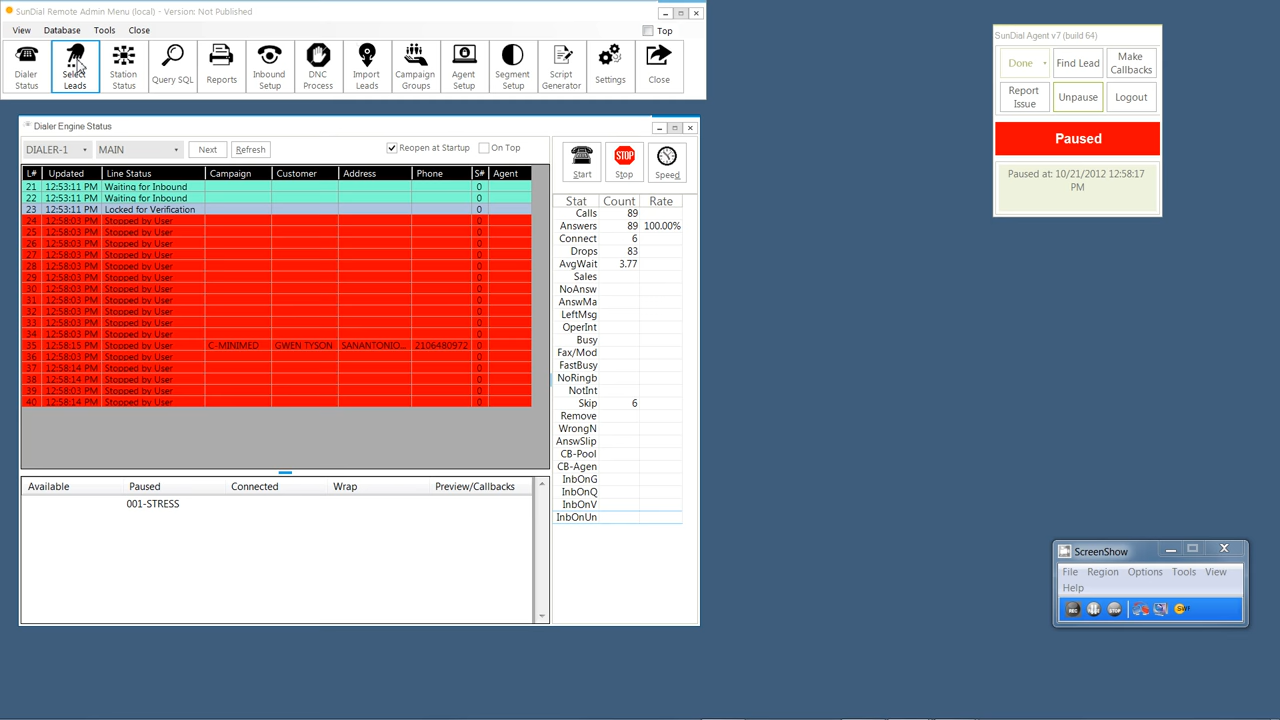 SunDial Remote Admin Menu (local) - Version: Not Published
View Database Tools Close Top
Dialer Status
Select Leads
Station Status
Query SQL
Reports
Inbound Setup
DNC Process
Import Leads
Campaign Groups
Agent Setup
Segment Setup
Script Generator
Settings
Close
Dialer Engine Status
DIALER-1 MAIN Next Refresh Reopen at Startup On Top
L# Updated Line Status Campaign Customer Address Phone S# Agent
21 12:53:11 PM Waiting for Inbound 0
22 12:53:11 PM Waiting for Inbound 0
23 12:53:11 PM Locked for Verification 0
24 12:58:03 PM Stopped by User 0
25 12:58:03 PM Stopped by User 0
26 12:58:03 PM Stopped by User 0
27 12:58:03 PM Stopped by User 0
28 12:58:03 PM Stopped by User 0
29 12:58:03 PM Stopped by User 0
30 12:58:03 PM Stopped by User 0
31 12:58:03 PM Stopped by User 0
32 12:58:03 PM Stopped by User 0
33 12:58:03 PM Stopped by User 0
34 12:58:03 PM Stopped by User 0
35 12:58:15 PM Stopped by User C-MINIMED GWEN TYSON SANANTONIO... 2106480972 0
36 12:58:03 PM Stopped by User 0
37 12:58:14 PM Stopped by User 0
38 12:58:14 PM Stopped by User 0
39 12:58:03 PM Stopped by User 0
40 12:58:14 PM Stopped by User 0
Available Paused Connected Wrap Preview/Callbacks
001-STRESS
Start
STOP
Stop
Speed
Stat Count Rate
Calls 89
Answers 89 100.00%
Connect 6
Drops 83
AvgWait 3.77
Sales
NoAnsw
AnswMa
LeftMsg
OperInt
Busy
Fax/Mod
FastBusy
NoRingb
NotInt
Skip 6
Remove
WrongN
AnswSlip
CB-Pool
CB-Agen
InbOnG
InbOnQ
InbOnV
InbOnUn
SunDial Agent v7 (build 64)
Done Find Lead Make Callbacks
Report Issue Unpause Logout
Paused
Paused at: 10/21/2012 12:58:17
PM
ScreenShow
File Region Options Tools View
Help
REC STOP SWF